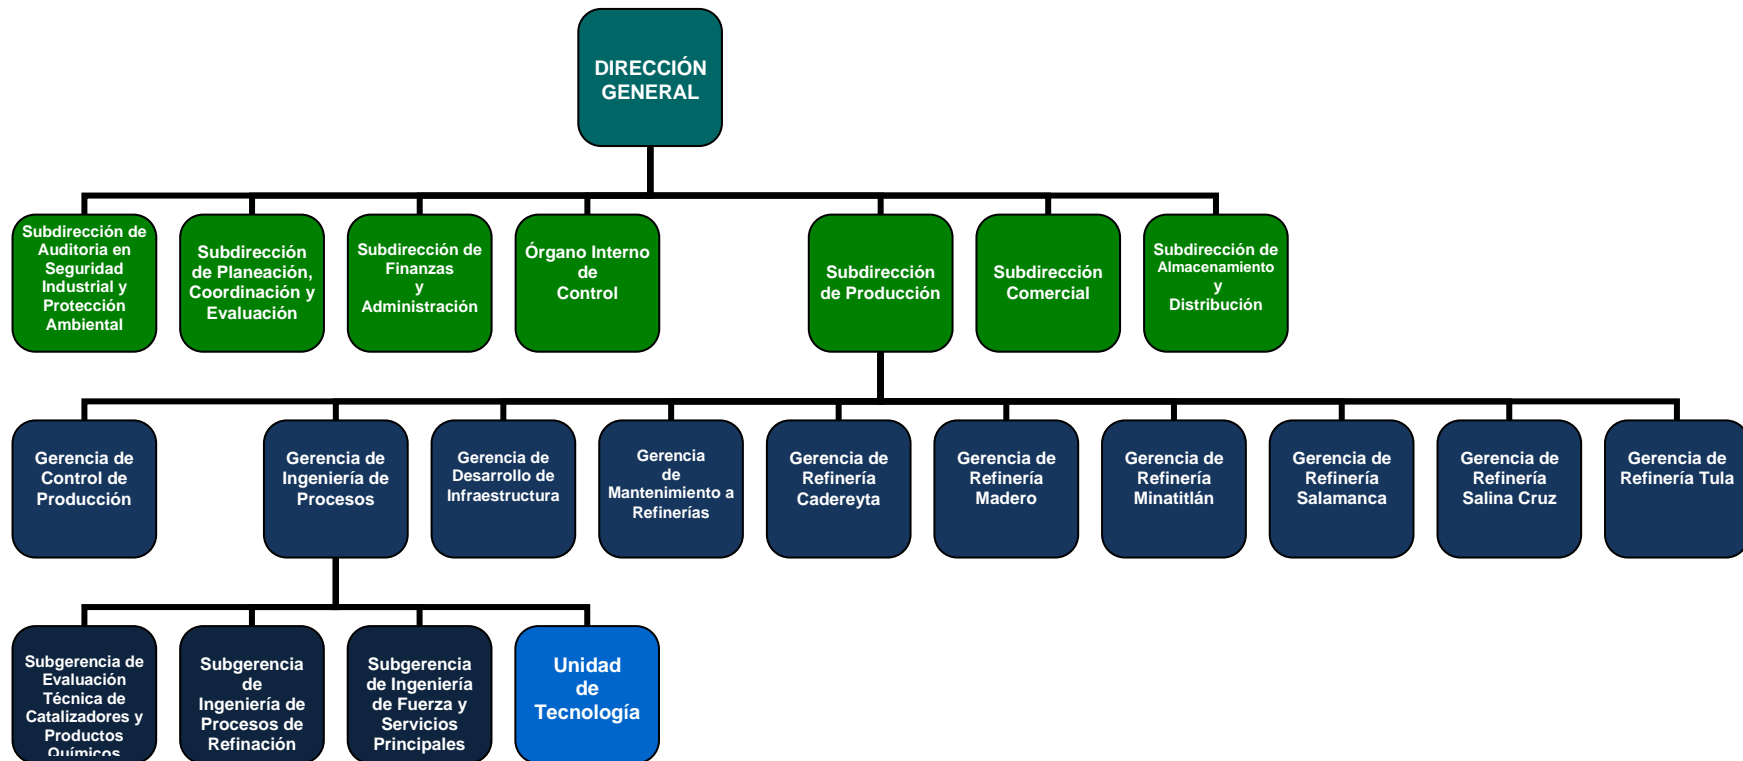 DIRECCIÓN
GENERAL
Subdirección de
Auditoria en
Seguridad
Industrial y
Protección
Ambiental
Subdirección
de Planeación,
Coordinación y
Evaluación
Subdirección de
Finanzas
y
Administración
Órgano Interno
de
Control
Subdirección
de Producción
Subdirección
Comercial
Subdirección de
Almacenamiento
y
Distribución
Gerencia de
Control de
Producción
Gerencia de
Ingeniería de
Procesos
Gerencia de
Desarrollo de
Infraestructura
Gerencia
de
Mantenimiento a
Refinerías
Gerencia de
Refinería
Cadereyta
Gerencia de
Refinería
Madero
Gerencia de
Refinería
Minatitlán
Gerencia de
Refinería
Salamanca
Gerencia de
Refinería
Salina Cruz
Gerencia de
Refinería Tula
Subgerencia de
Evaluación
Técnica de
Catalizadores y
Productos
Químicos
Subgerencia
de
Ingeniería de
Procesos de
Refinación
Subgerencia
de Ingeniería
de Fuerza y
Servicios
Principales
Unidad
de
Tecnología